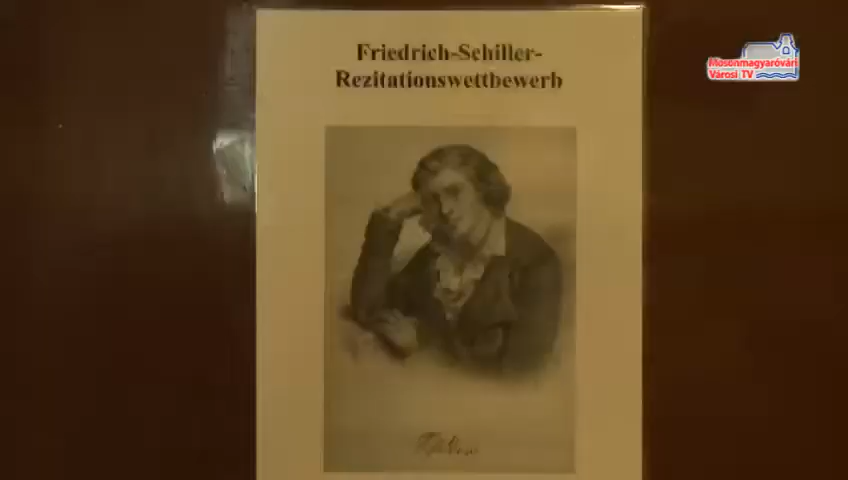 Friedrich-Schiller-
Rezitationswettbewerb
Mosonmagyaróvári
Városi TV